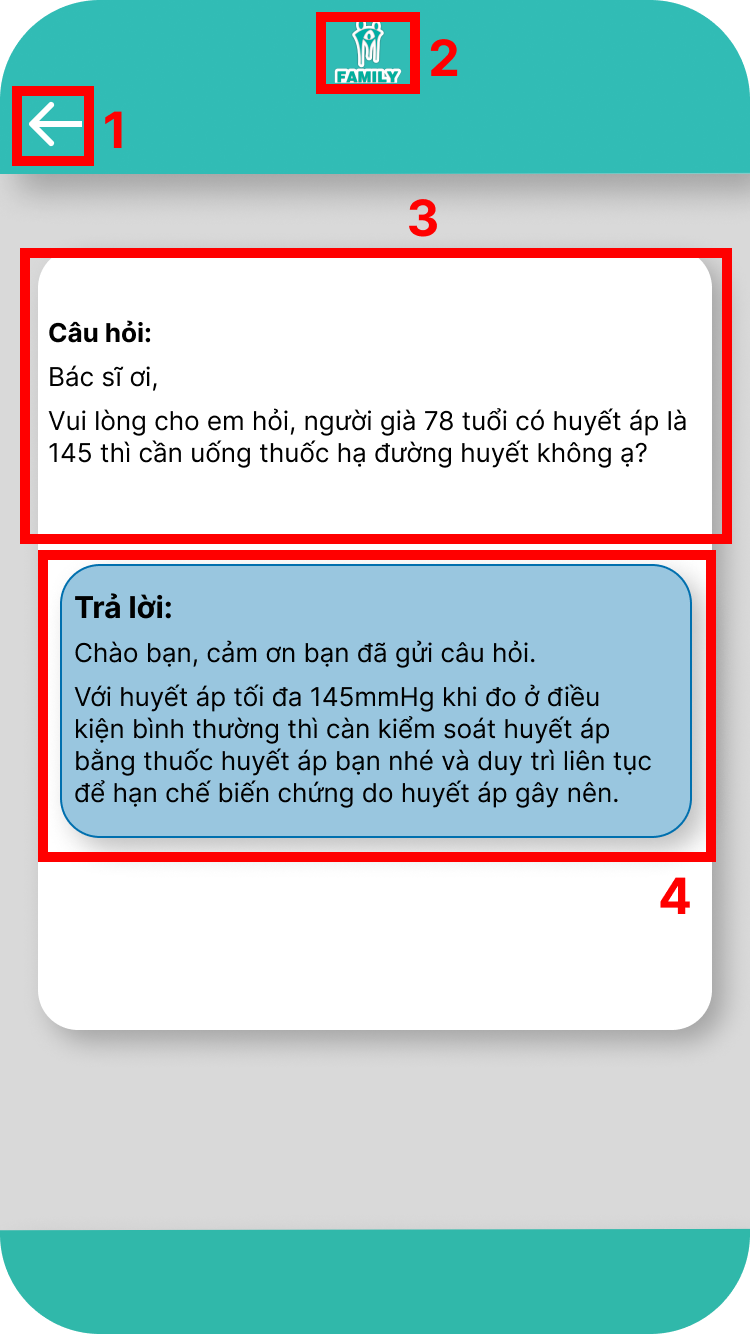 FAMILY
2
1
3
Câu hỏi:
Bác sĩ ơi,
Vui lòng cho em hỏi, người già 78 tuổi có huyết áp là
145 thì cần uống thuốc hạ đường huyết không ạ?
Trả lời:
Chào bạn, cảm ơn bạn đã gửi câu hỏi.
Với huyết áp tối đa 145mmHg khi đo ở điều
kiện bình thường thì càn kiểm soát huyết áp
bằng thuốc huyết áp bạn nhé và duy trì liên tục
để hạn chế biến chứng do huyết áp gây nên.
4